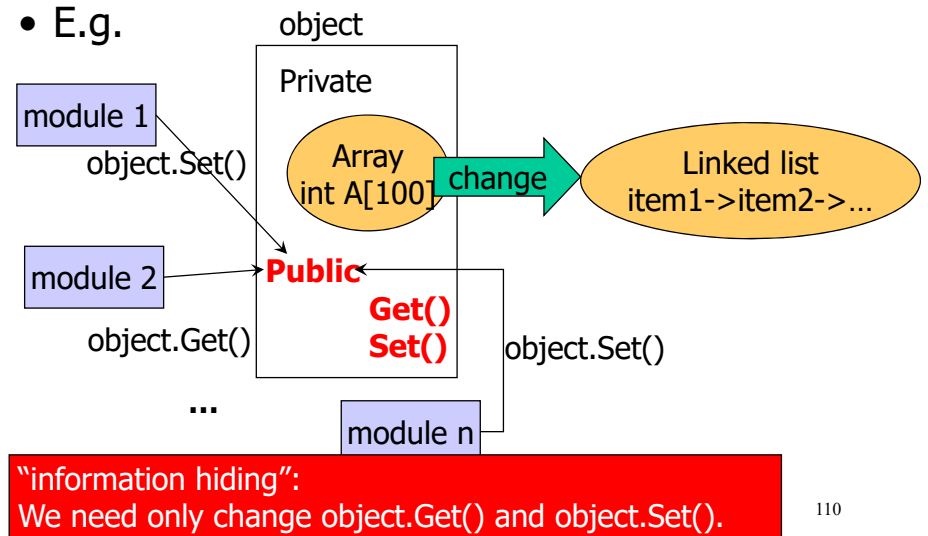 • E.g.
object
Private
module 1
object.Set()
Array
int A[100]
change
Linked list
item1->item2->…
module 2
Public
Get()
Set()
object.Get()
object.Set()
…
module n
“information hiding”:
We need only change object.Get() and object.Set().
110